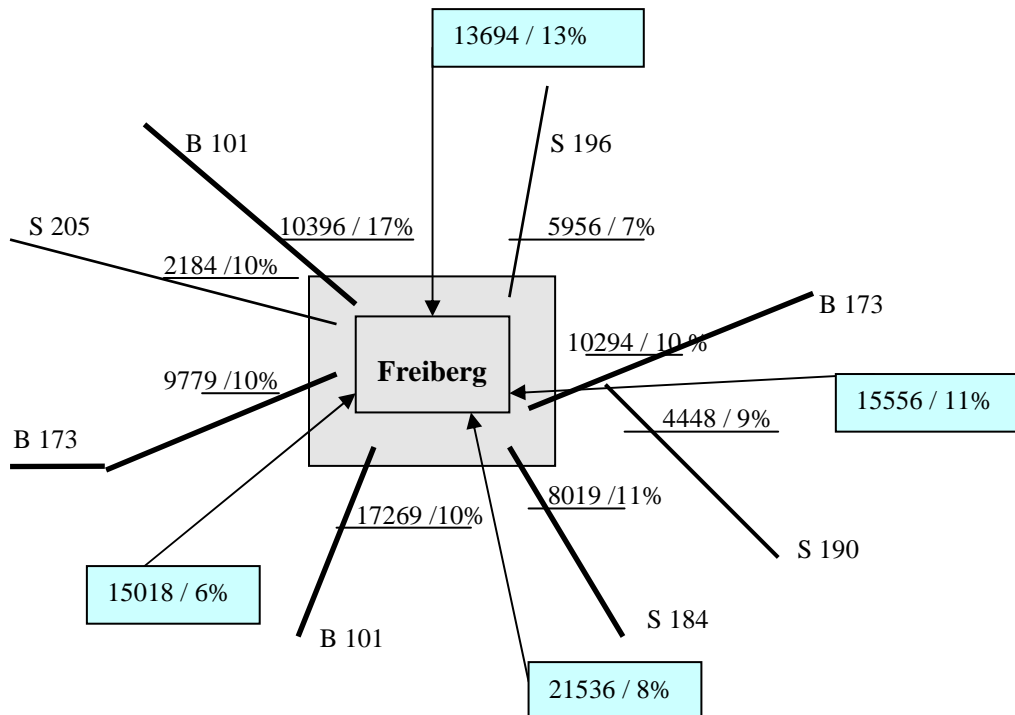 13694 / 13%
B 101
S 196
S 205
10396 / 17%
5956 / 7%
2184 /10%
B 173
10294 / 10 %
Freiberg
9779 /10%
15556 / 11%
4448 / 9%
B 173
8019 /11%
17269 /10%
S 190
15018 / 6%
S 184
B 101
21536 / 8%